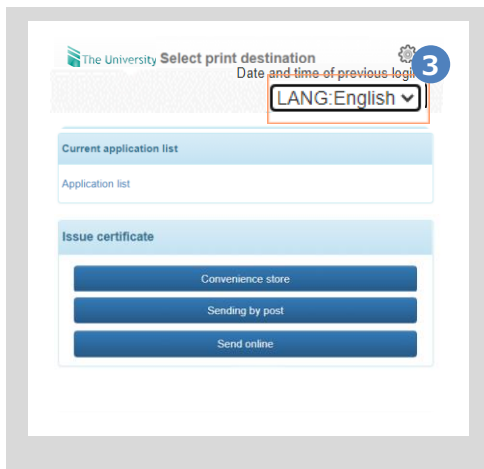 The University Select print destination
Date and time of previous login
3
LANG:English
Current application list
Application list
Issue certificate
Convenience store
Sending by post
Send online